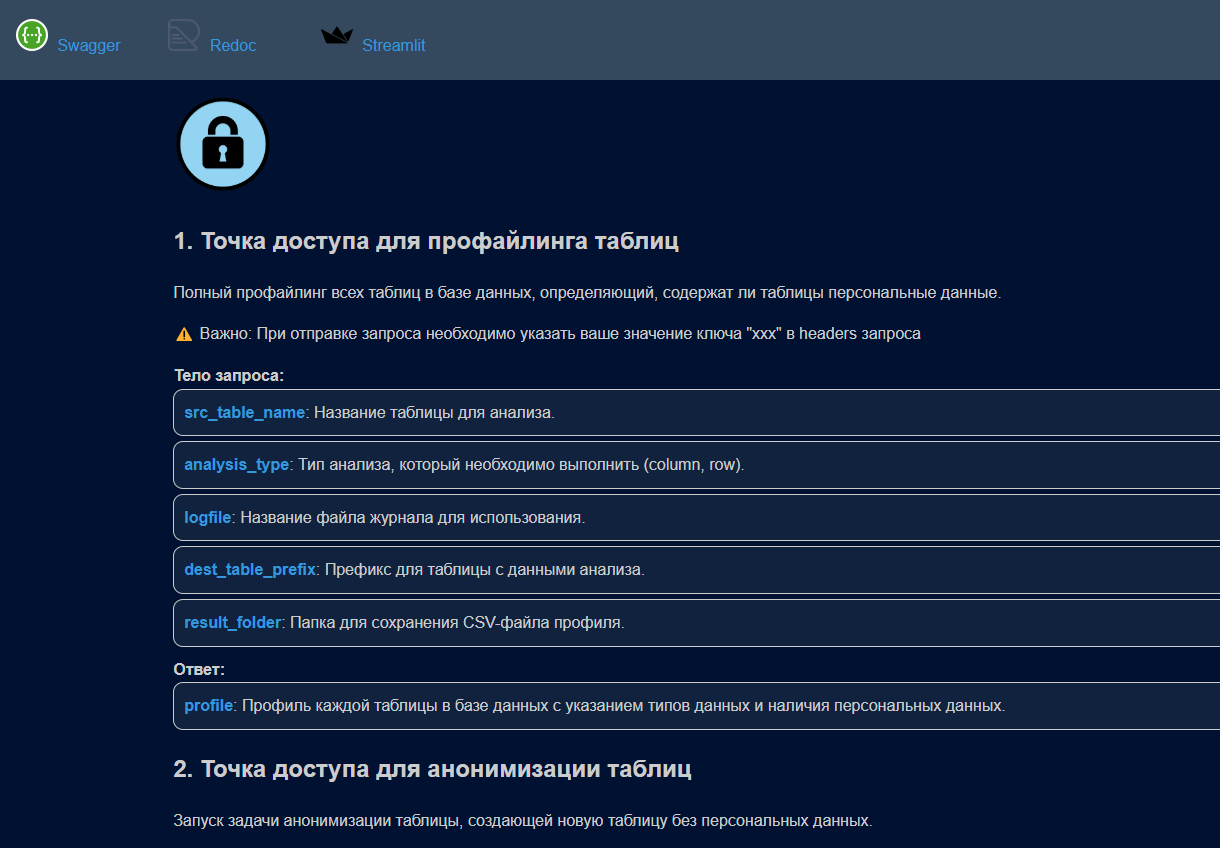 Swagger
Redoc
Streamlit
1. Точка доступа для профайлинга таблиц
Полный профайлинг всех таблиц в базе данных, определяющий, содержат ли таблицы персональные данные.
Важно: При отправке запроса необходимо указать ваше значение ключа "xxx" в headers запроса
Тело запроса:
src_table_name: Название таблицы для анализа.
analysis_type: Тип анализа, который необходимо выполнить (column, row).
logfile: Название файла журнала для использования.
dest_table_prefix: Префикс для таблицы с данными анализа.
result_folder: Папка для сохранения CSV-файла профиля.
Ответ:
profile: Профиль каждой таблицы в базе данных с указанием типов данных и наличия персональных данных.
2. Точка доступа для анонимизации таблиц
Запуск задачи анонимизации таблицы, создающей новую таблицу без персональных данных.